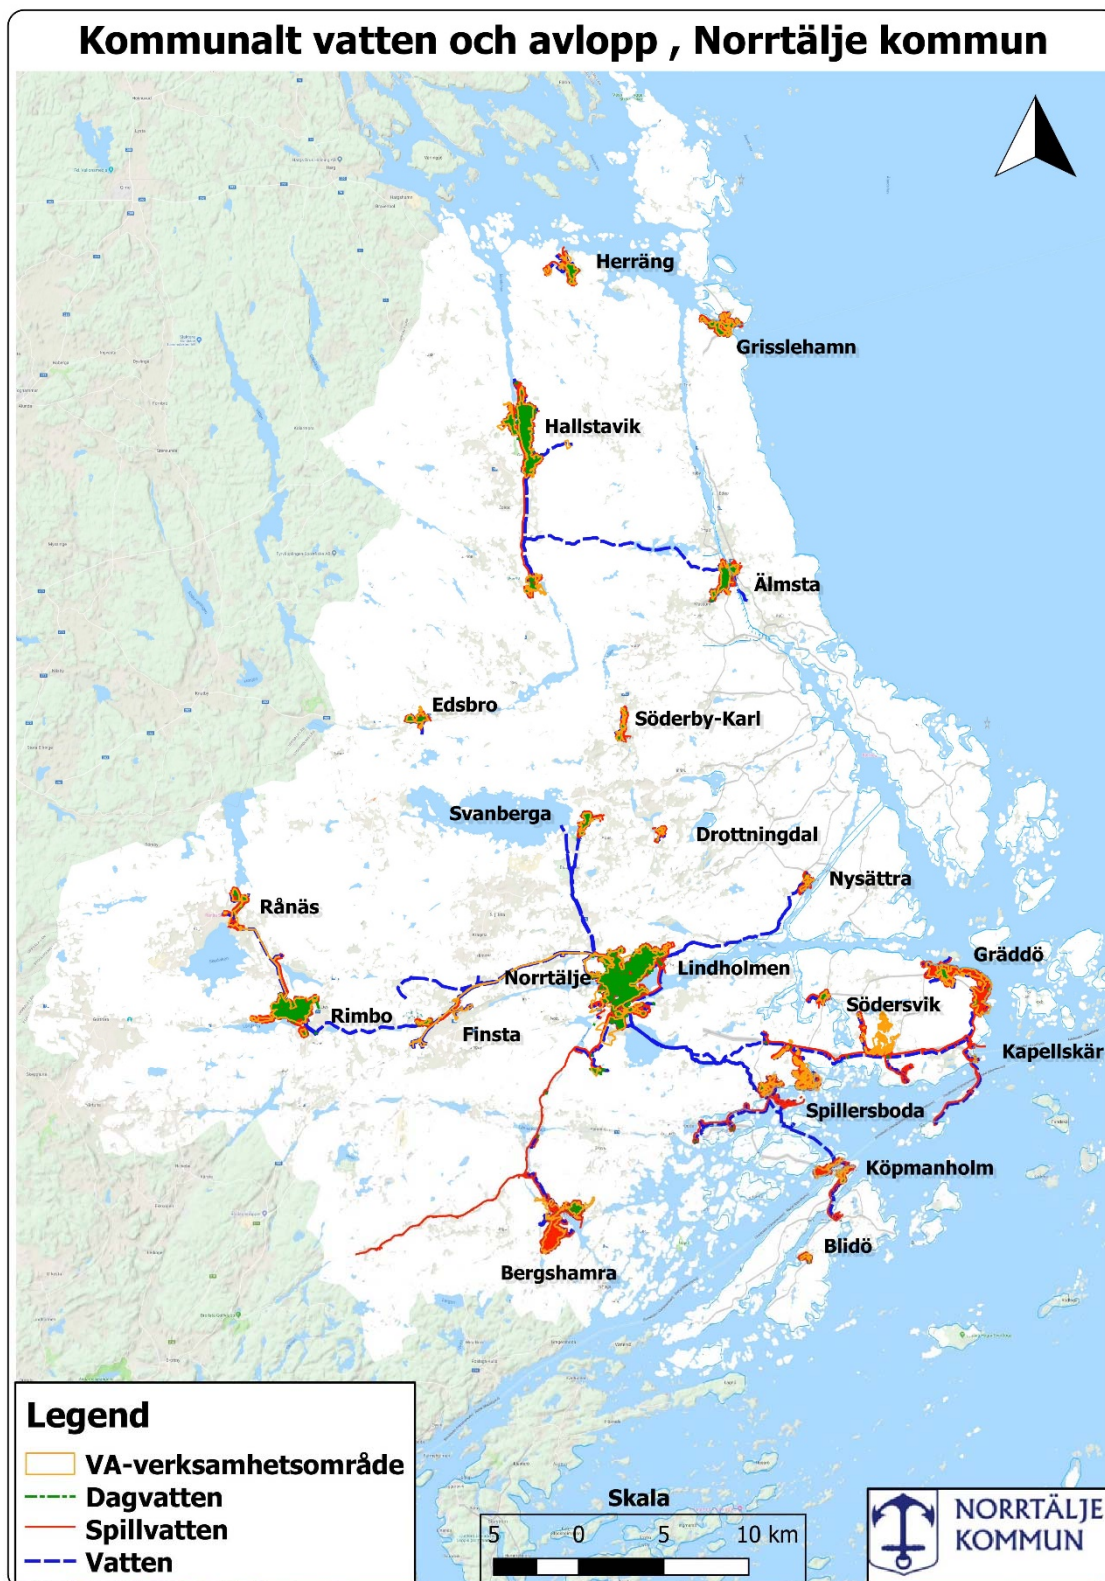 Kommunalt vatten och avlopp , Norrtälje kommun
Herräng
Grisslehamn
Hallstavik
Älmsta
Edsbro
Söderby-Karl
Svanberga
Drottningdal
Nysättra
Rånäs
Gräddö
Lindholmen
Norrtälje
Södersvik
Rimbo
Finsta
Kapellskär
Spillersboda
Köpmanholm
Blidö
Bergshamra
Legend
VA-verksamhetsområde
Dagvatten
Spillvatten
Vatten
Skala
5 0 5 10 km
NORRTÄLJE
KOMMUN